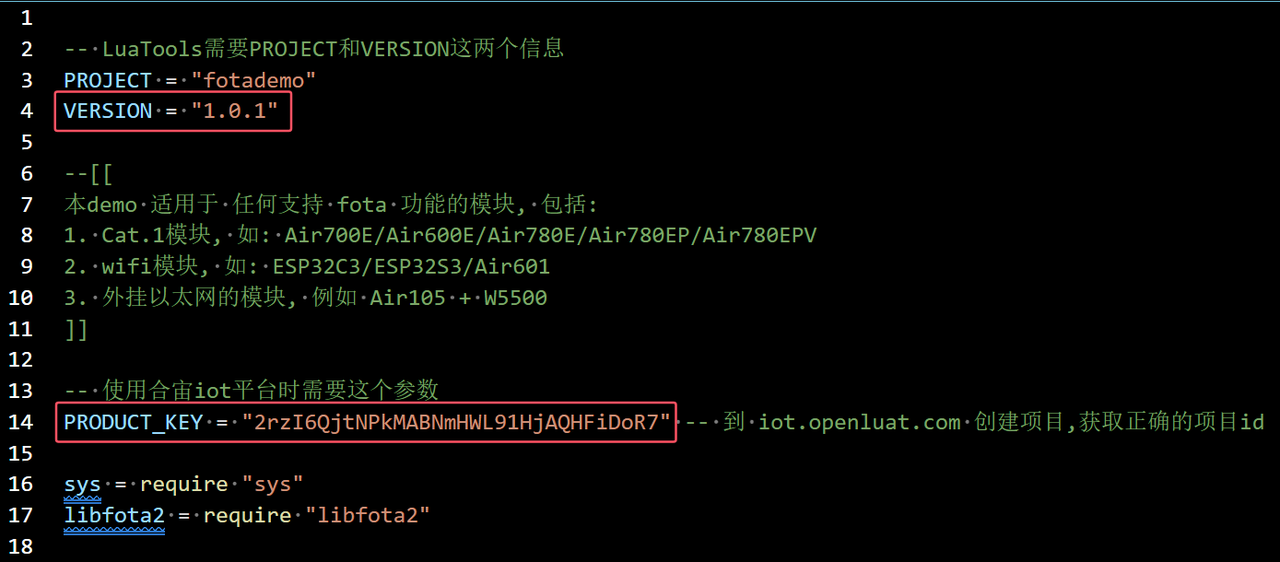 1
2 -- LuaTools需要PROJECT和VERSION这两个信息
3 PROJECT = "fotademo"
4 VERSION = "1.0.1"
5
6 --[[
7 本demo 适用于 任何支持 fota 功能的模块, 包括:
8 1. Cat.1模块, 如: Air700E/Air600E/Air780E/Air780EP/Air780EPV
9 2. wifi模块, 如: ESP32C3/ESP32S3/Air601
10 3. 外挂以太网的模块, 例如 Air105 + W5500
11 ]]
12
13 -- 使用合宙iot平台时需要这个参数
14 PRODUCT_KEY = "2rzI6QjtNPkMABNmHWL91HjAQHFiDoR7" -- 到 iot.openluat.com 创建项目,获取正确的项目id
15
16 sys = require "sys"
17 libfota2 = require "libfota2"
18